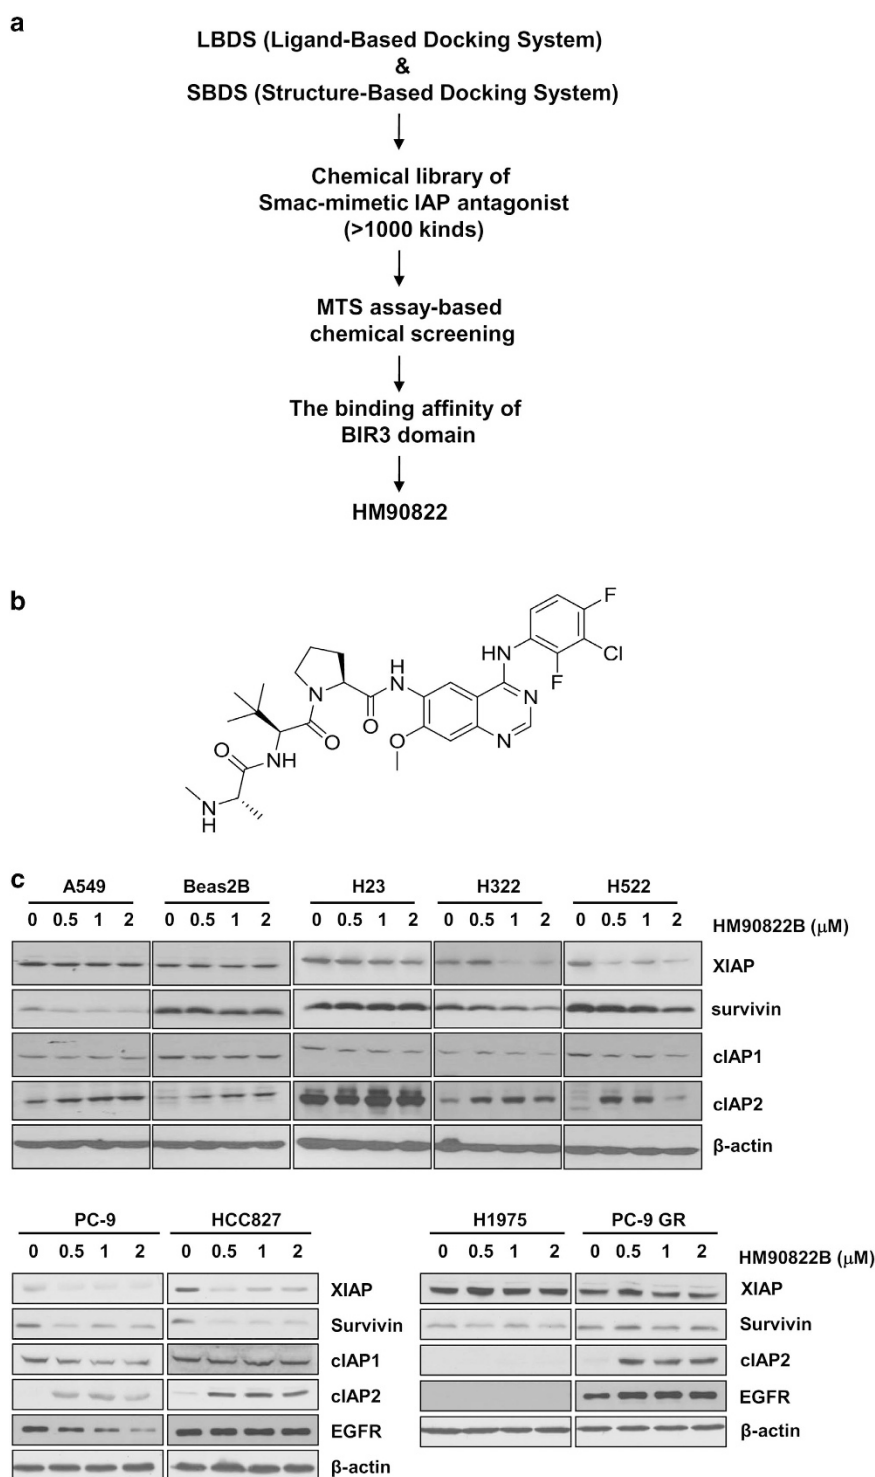 a
LBDS (Ligand-Based Docking System)
&
SBDS (Structure-Based Docking System)
Chemical library of
Smac-mimetic IAP antagonist
(>1000 kinds)
MTS assay-based
chemical screening
The binding affinity of
BIR3 domain
HM90822
b
F
HN
Cl
F
H
N
N
N
N
O
O
O
NH
O
N
H
c
A549 Beas2B H23 H322 H522
0 0.5 1 2 0 0.5 1 2 0 0.5 1 2 0 0.5 1 2 0 0.5 1 2 HM90822B (μM)
XIAP
survivin
cIAP1
cIAP2
β-actin
PC-9 HCC827
0 0.5 1 2 0 0.5 1 2
XIAP
Survivin
cIAP1
cIAP2
EGFR
β-actin
H1975 PC-9 GR
0 0.5 1 2 0 0.5 1 2 HM90822B (μM)
XIAP
Survivin
cIAP2
EGFR
β-actin